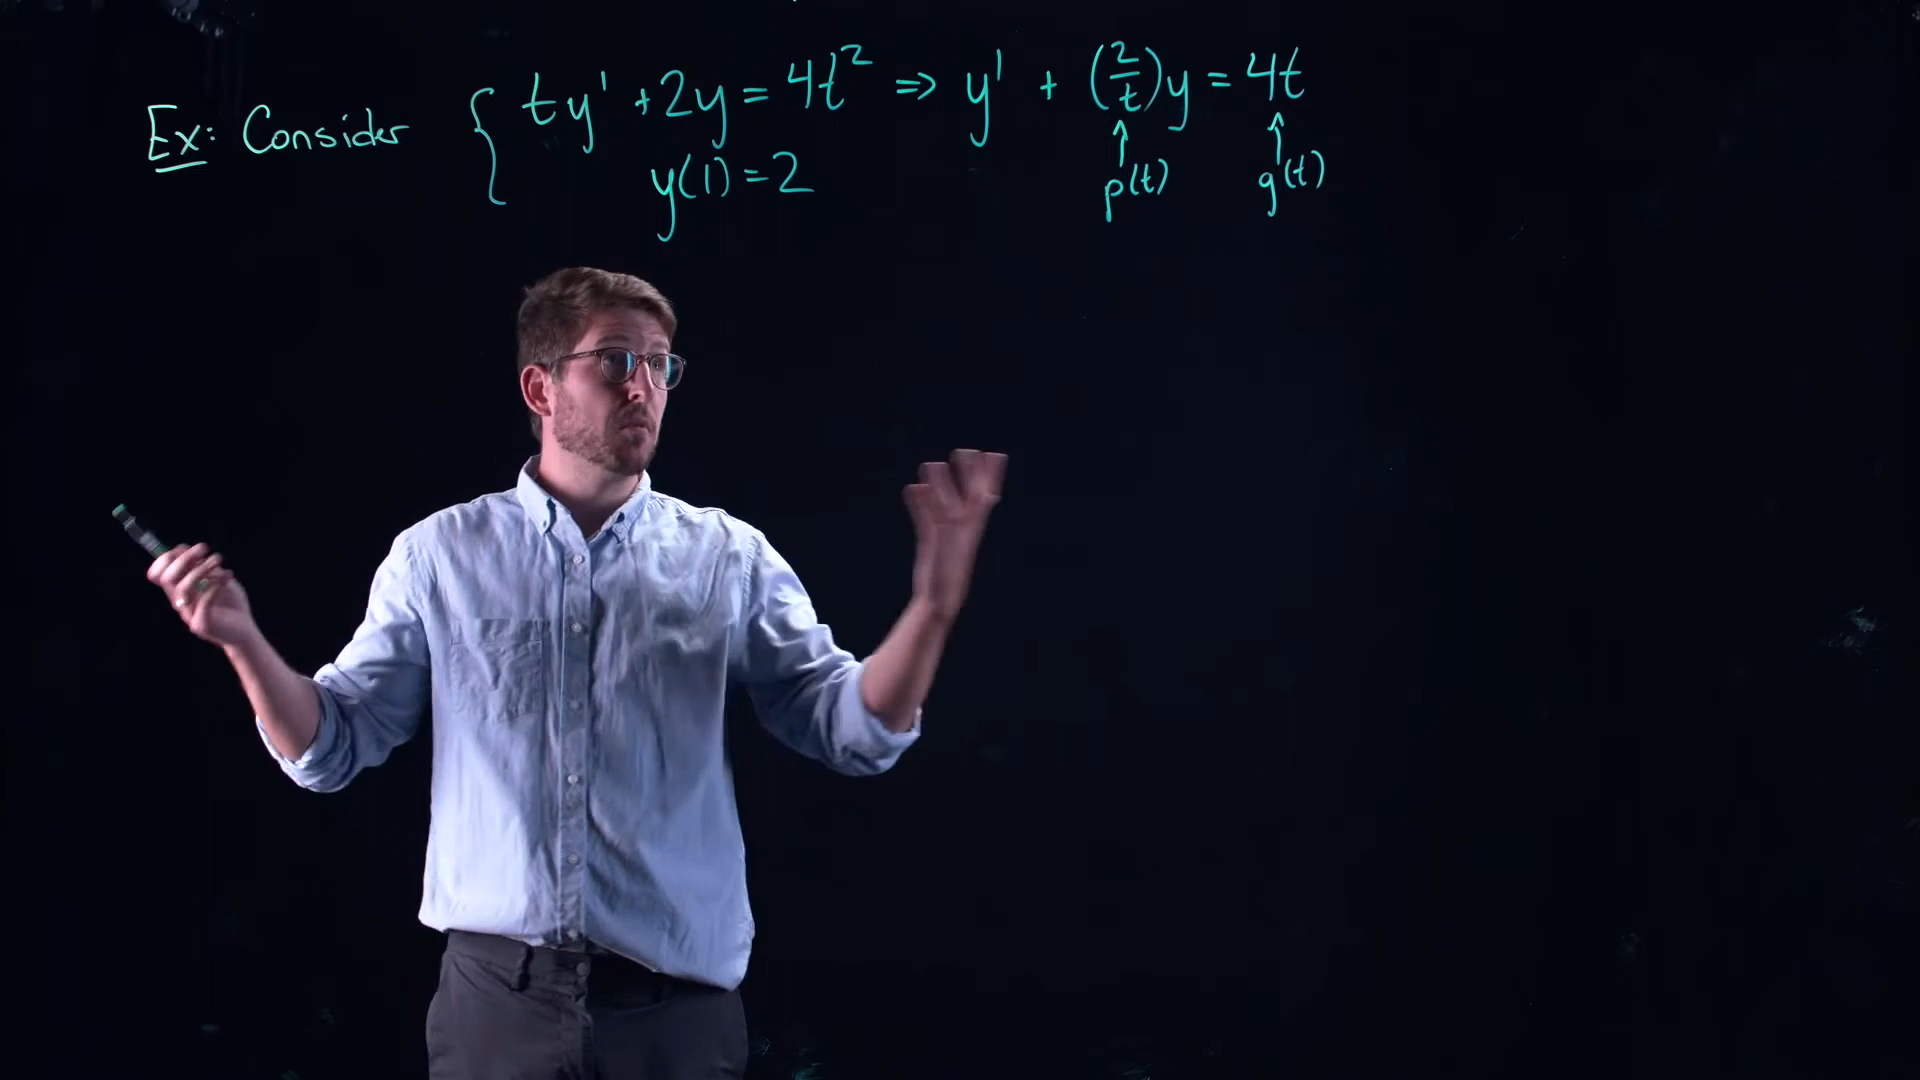 Ex: Consider { ty' + 2y = 4t² ⇒ y' + (2/t)y = 4t
y(1) = 2
↑ p(t) ↑ g(t)